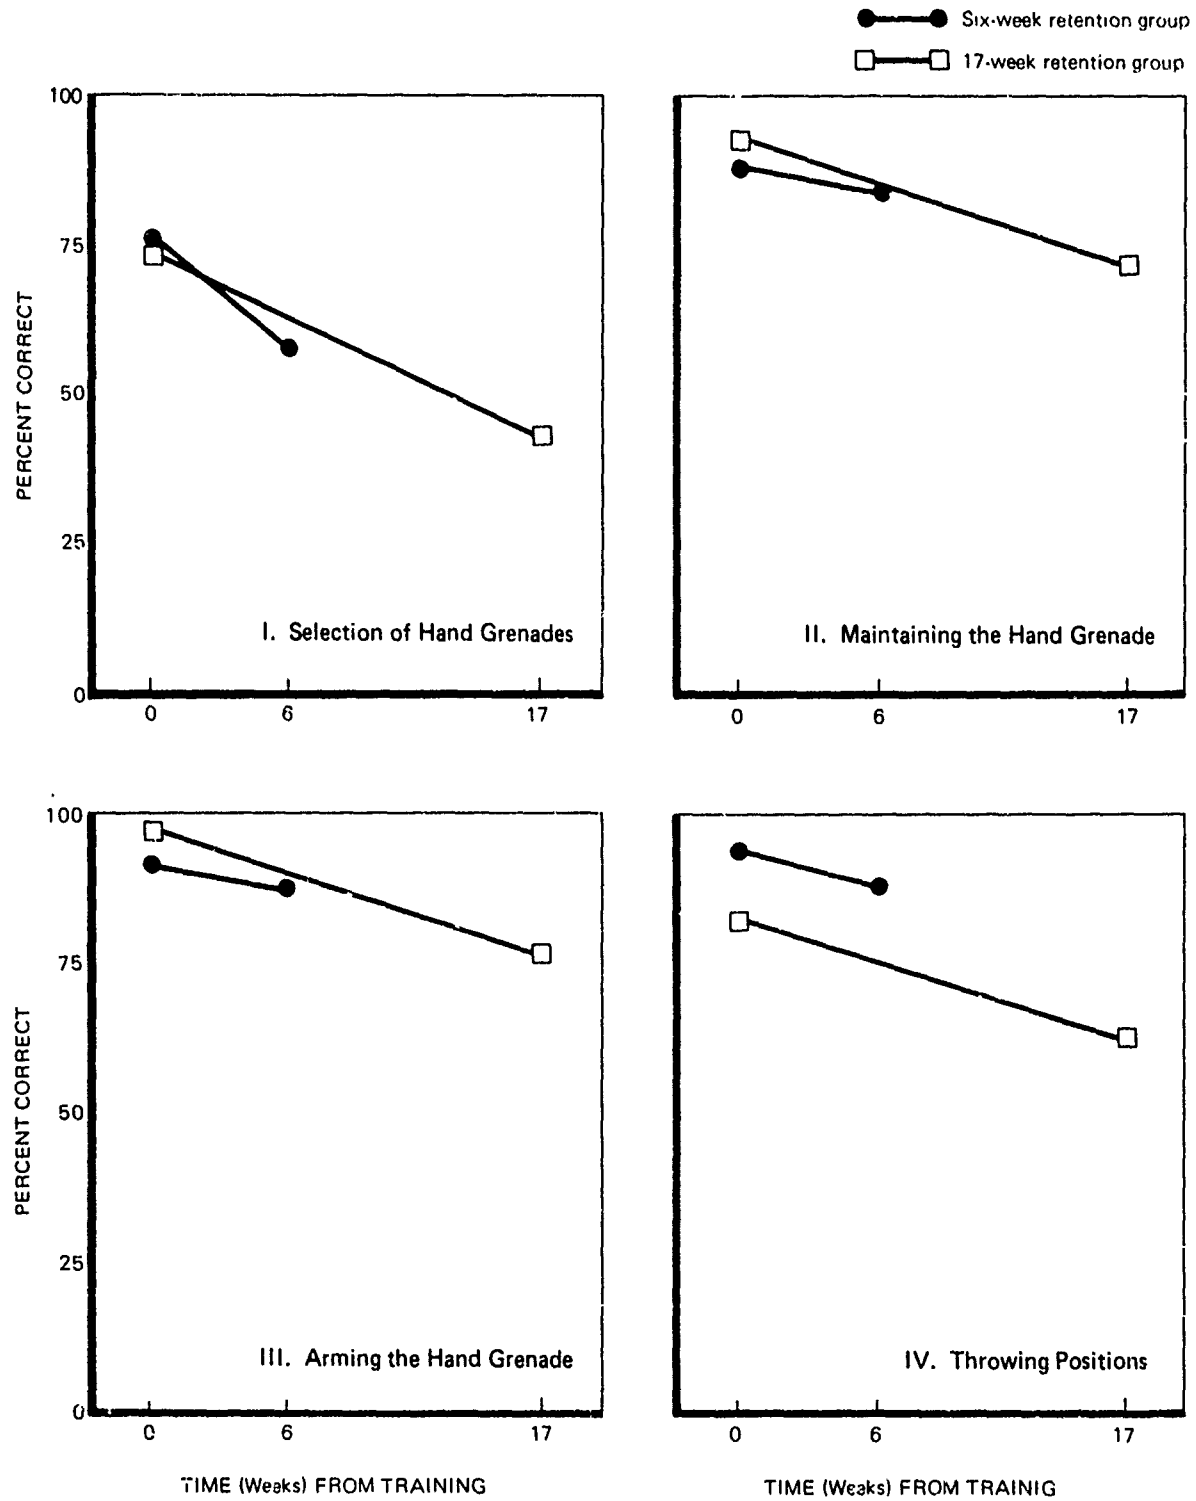 Six-week retention group
17-week retention group
100
75
50
25
0
PERCENT CORRECT
I. Selection of Hand Grenades
0 6 17
II. Maintaining the Hand Grenade
0 6 17
100
75
50
25
0
PERCENT CORRECT
III. Arming the Hand Grenade
0 6 17
TIME (Weeks) FROM TRAINING
IV. Throwing Positions
0 6 17
TIME (Weeks) FROM TRAINIG